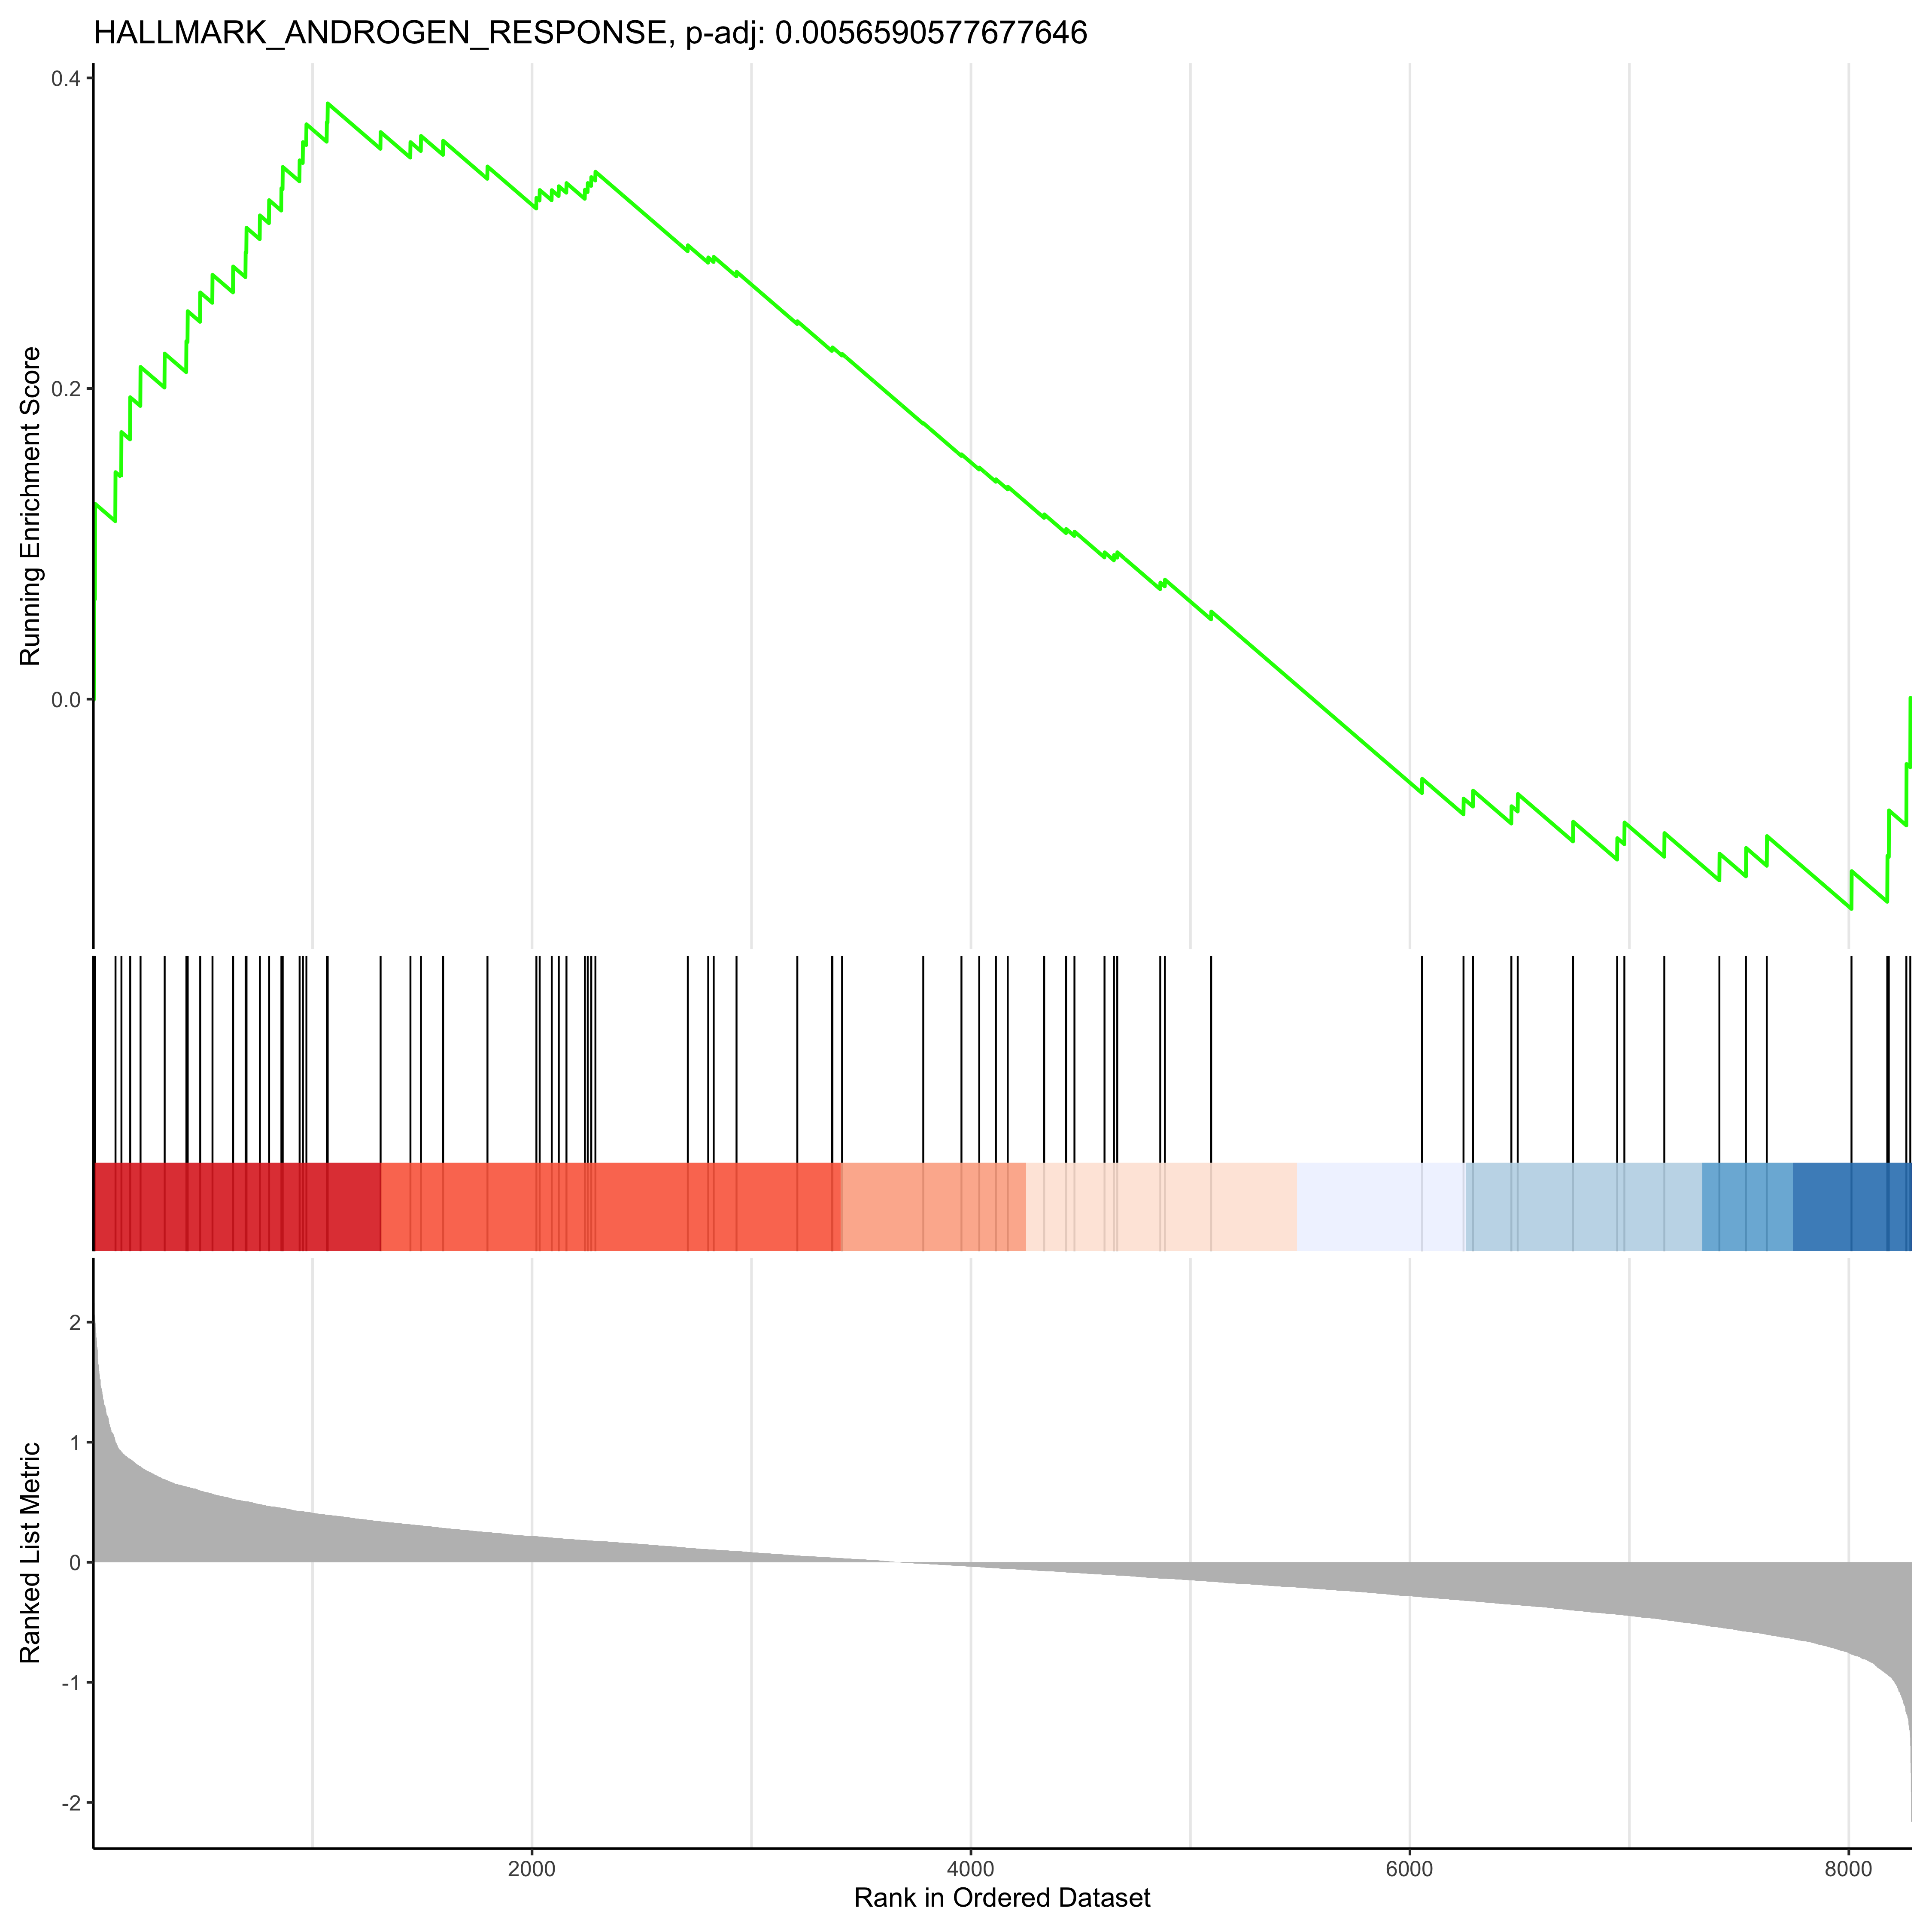 HALLMARK_ANDROGEN_RESPONSE, p-adj: 0.0056590577677646
0.4
0.2
0.0
Running Enrichment Score
2
1
0
-1
-2
Ranked List Metric
2000 4000 6000 8000
Rank in Ordered Dataset